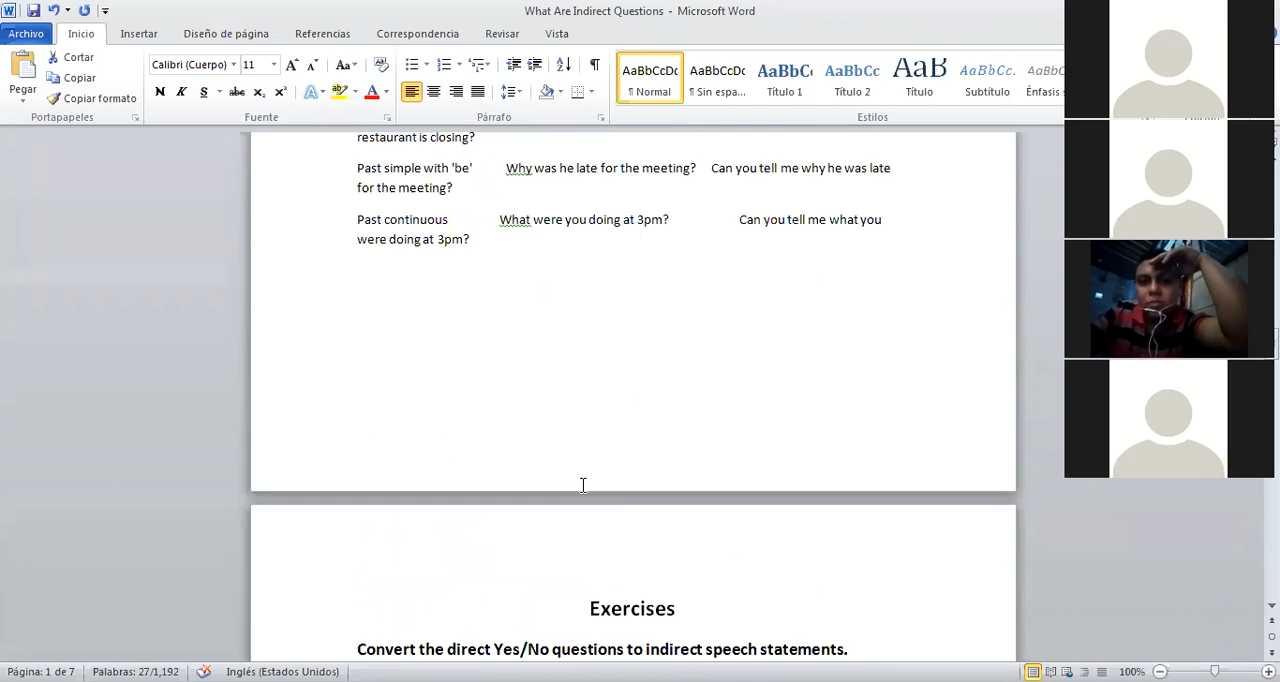 What Are Indirect Questions - Microsoft Word
Archivo Inicio Insertar Diseño de página Referencias Correspondencia Revisar Vista
Pegar
Cortar
Copiar
Copiar formato
Portapapeles
Calibri (Cuerpo) 11
N K S abc x₂ x²
Fuente
Párrafo
AaBbCcDc AaBbCcDc AaBbC AaBbCc AaB AaBbCc
¶ Normal ¶ Sin espa... Título 1 Título 2 Título Subtítulo Énfasis
Estilos
restaurant is closing?
Past simple with 'be' Why was he late for the meeting? Can you tell me why he was late
for the meeting?
Past continuous What were you doing at 3pm? Can you tell me what you
were doing at 3pm?
Exercises
Convert the direct Yes/No questions to indirect speech statements.
Página: 1 de 7 Palabras: 27/1,192 Inglés (Estados Unidos) 100%